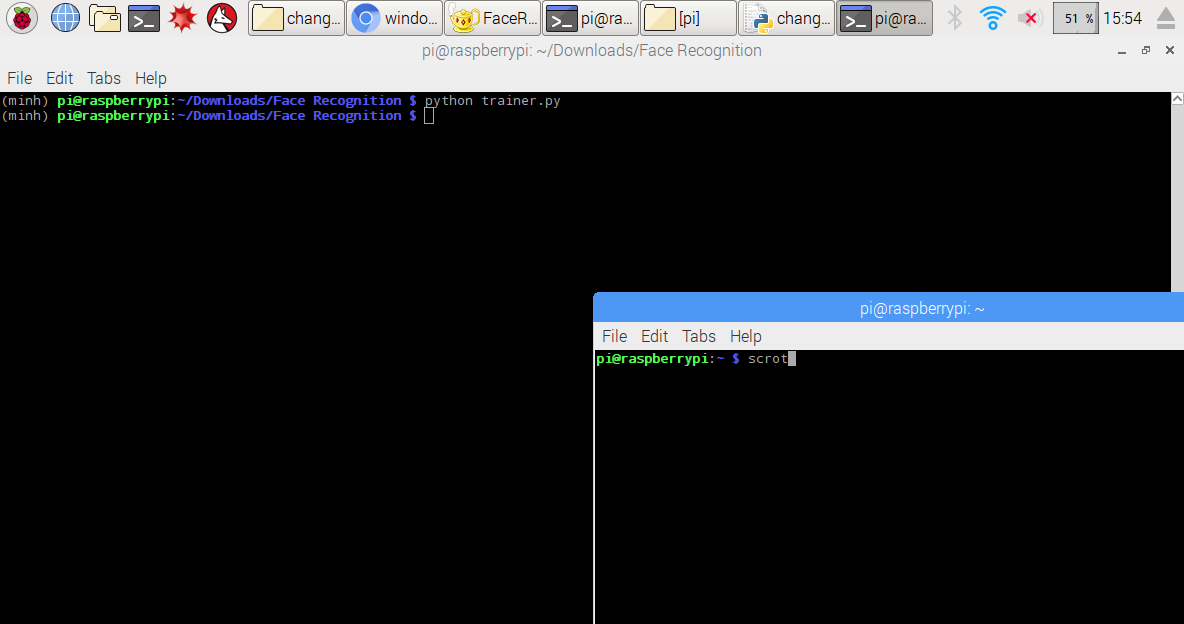 chang... windo... FaceR... pi@ra... [pi] chang... pi@ra... 51 % 15:54
pi@raspberrypi: ~/Downloads/Face Recognition
File Edit Tabs Help
(minh) pi@raspberrypi:~/Downloads/Face Recognition $ python trainer.py
(minh) pi@raspberrypi:~/Downloads/Face Recognition $
pi@raspberrypi: ~
File Edit Tabs Help
pi@raspberrypi:~ $ scrot